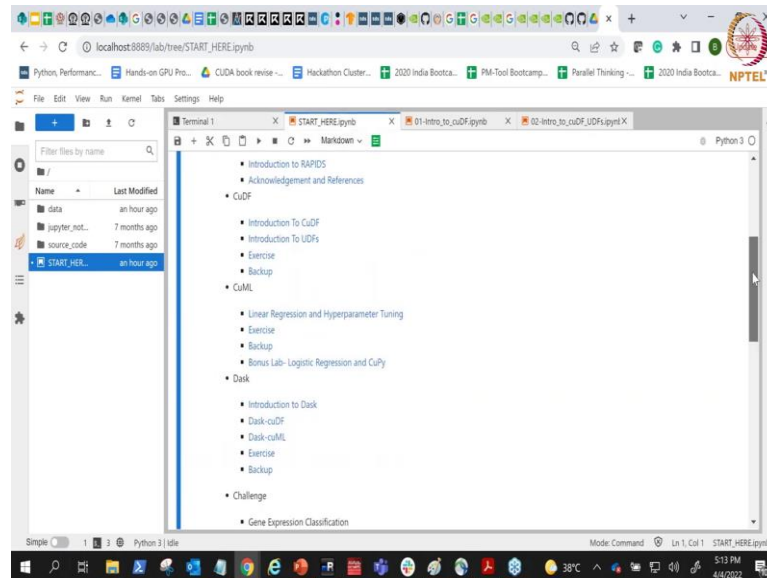 localhost:8889/lab/tree/START_HERE.ipynb
Update
NPTEL
Python, Performanc...
Hands-on GPU Pro...
CUDA book revise -...
Hackathon Cluster...
2020 India Bootca...
PM-Tool Bootcamp...
Parallel Thinking -...
2020 India Bootca...
File Edit View Run Kernel Tabs Settings Help
Terminal 1
START_HERE.ipynb
01-Intro_to_cuDF.ipynb
02-Intro_to_cuDF_UDFs.ipynl
Markdown
Python 3
Filter files by name
/
Name
Last Modified
data an hour ago
jupyter_not... 7 months ago
source_code 7 months ago
START_HER... an hour ago
Introduction to RAPIDS
Acknowledgement and References
CuDF
Introduction To CuDF
Introduction To UDFs
Exercise
Backup
CuML
Linear Regression and Hyperparameter Tuning
Exercise
Backup
Bonus Lab- Logistic Regression and CuPy
Dask
Introduction to Dask
Dask-cuDF
Dask-cuML
Exercise
Backup
Challenge
Gene Expression Classification
Simple
1
3
Python 3 | Idle
Mode: Command
Ln 1, Col 1
START_HERE.ipynl
38°C
5:13 PM
4/4/2022